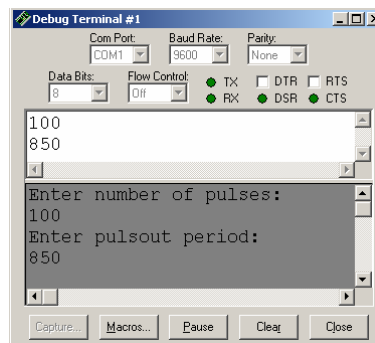 Debug Terminal #1
Com Port: Baud Rate: Parity:
COM1 9600 None
Data Bits: Flow Control: TX DTR RTS
8 Off RX DSR CTS
100
850
Enter number of pulses:
100
Enter pulsout period:
850
Capture... Macros... Pause Clear Close